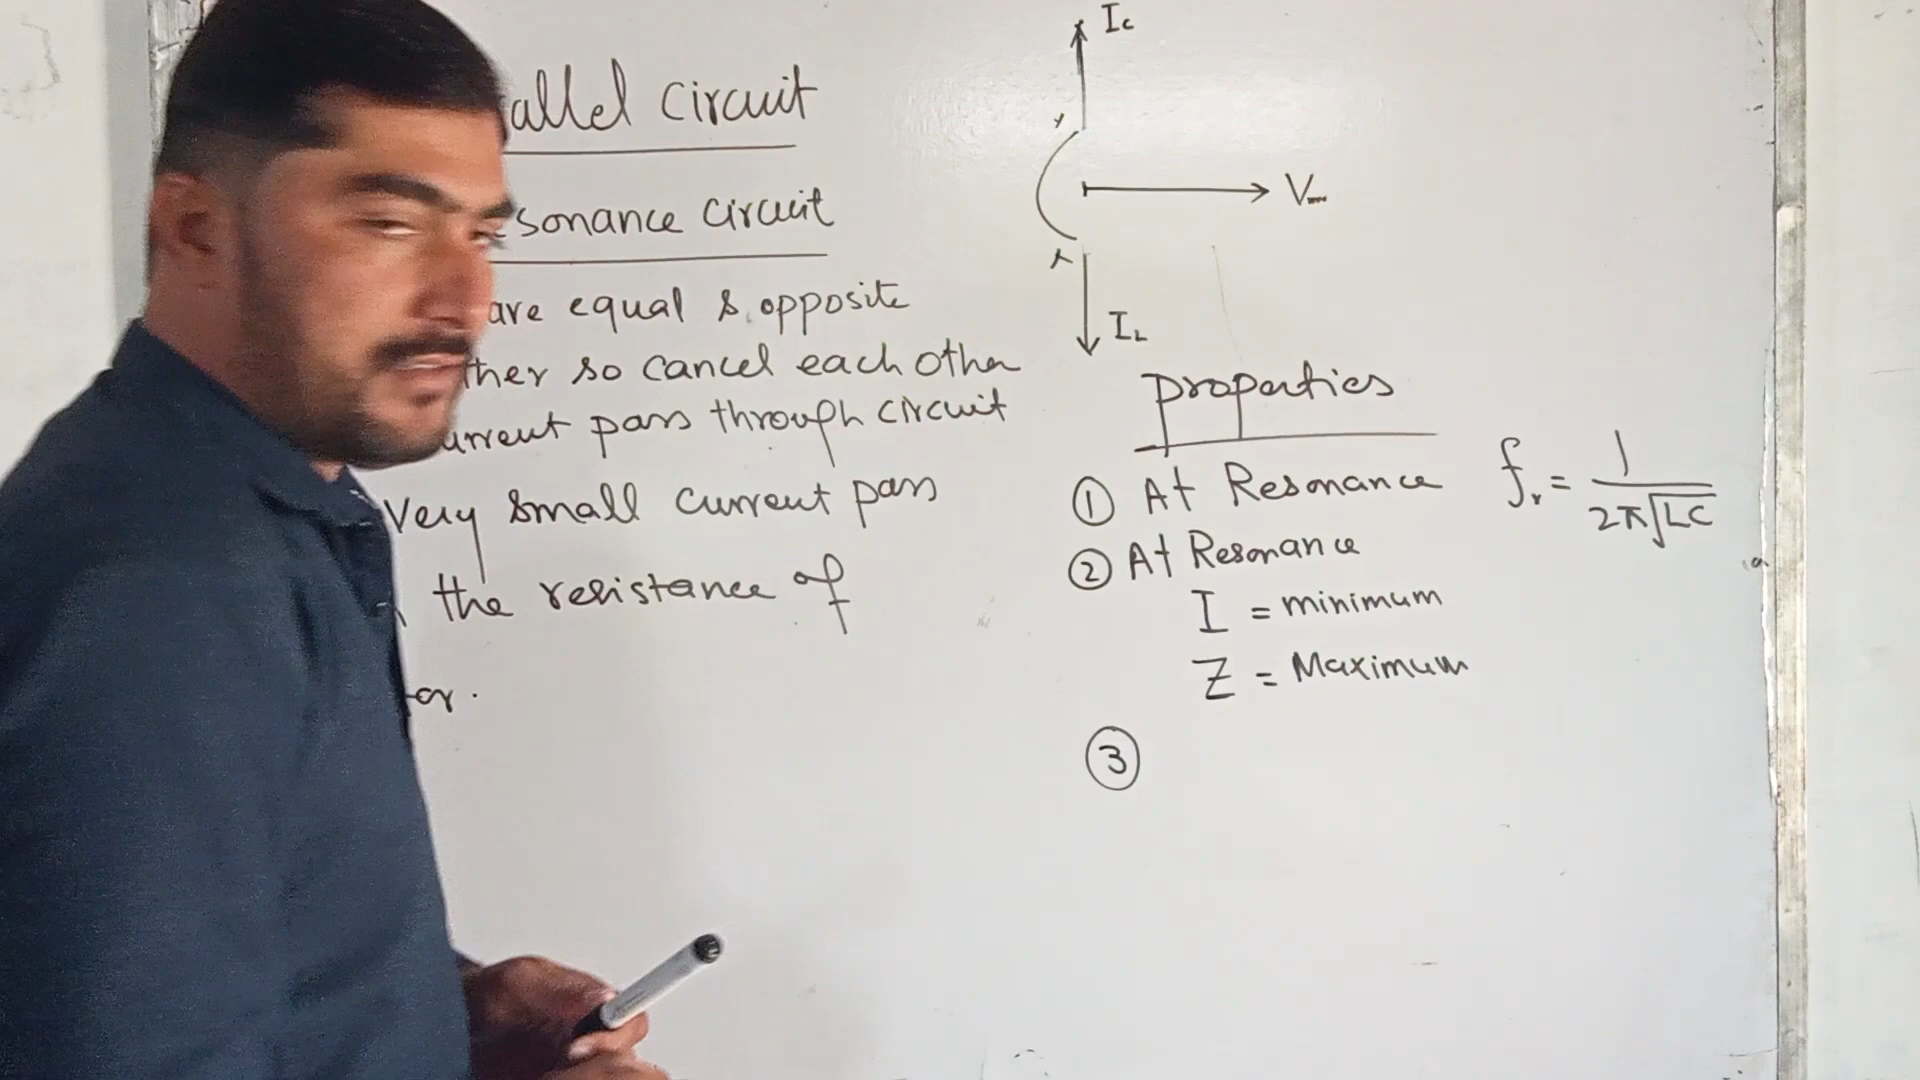 allel circuit
sonance circuit
are equal & opposite
ther so cancel each other
urrent pass through circuit
Very small current pass
the resistance of
or.
Ic
V
IL
properties
① At Resonance fr = 1 / 2π√LC
② At Resonance
I = minimum
Z = Maximum
③